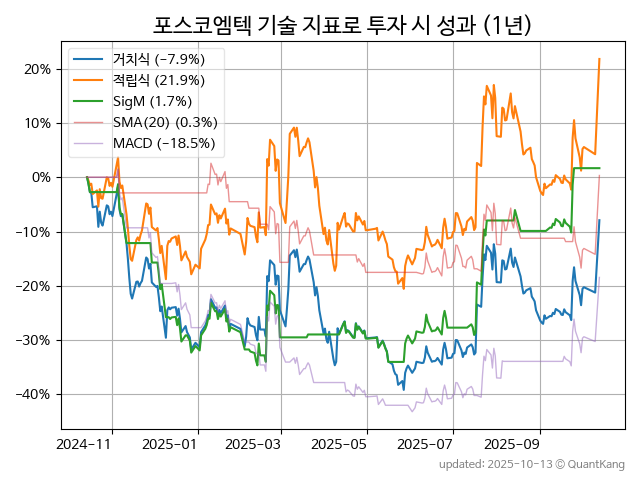 포스코엠텍 기술 지표로 투자 시 성과 (1년)
거치식 (−7.9%)
적립식 (21.9%)
SigM (1.7%)
SMA(20) (0.3%)
MACD (−18.5%)
20%
10%
0%
−10%
−20%
−30%
−40%
2024-11
2025-01
2025-03
2025-05
2025-07
2025-09
updated: 2025-10-13 ⓒ QuantKang